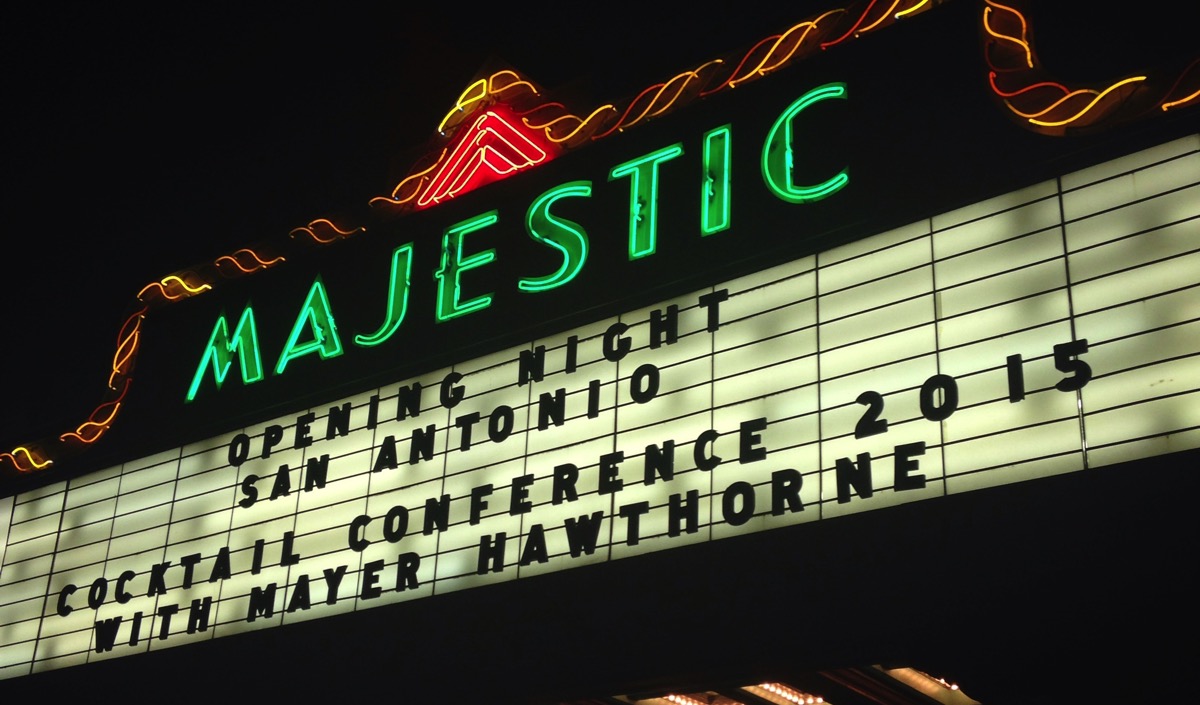 MAJESTIC
OPENING NIGHT
SAN ANTONIO
COCKTAIL CONFERENCE 2015
WITH MAYER HAWTHORNE